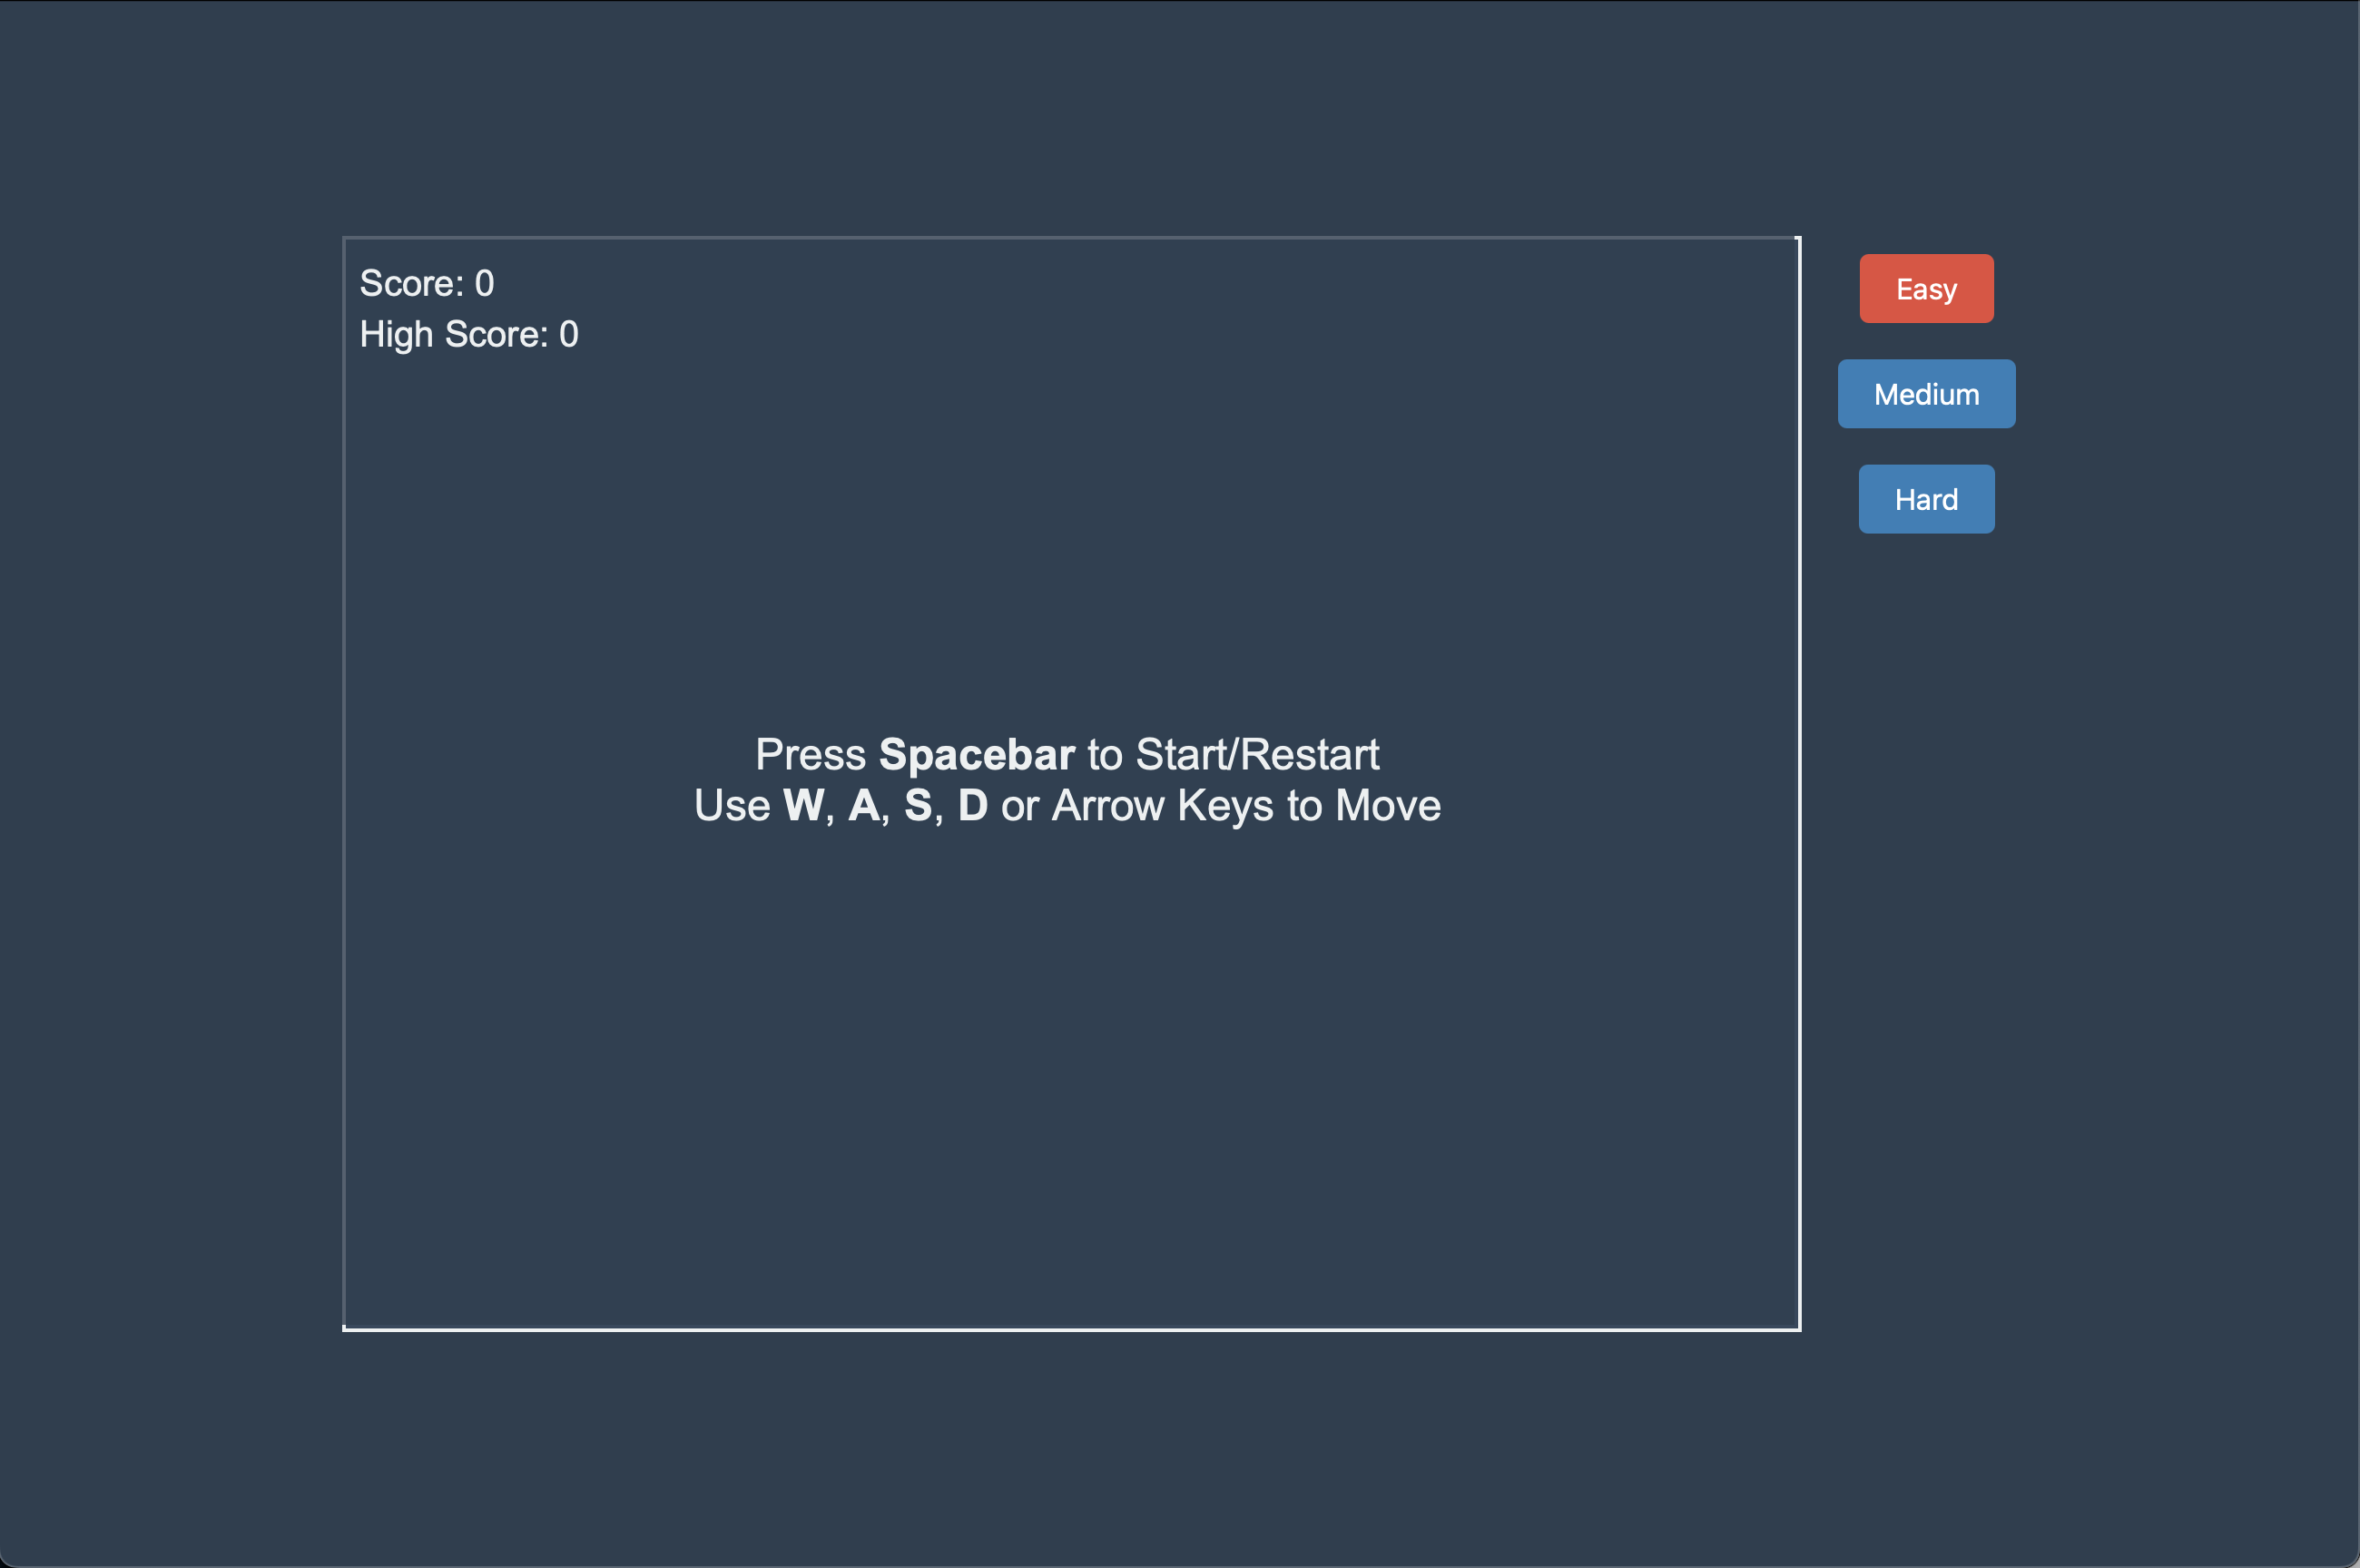 Score: 0
High Score: 0
Easy
Medium
Hard
Press Spacebar to Start/Restart
Use W, A, S, D or Arrow Keys to Move